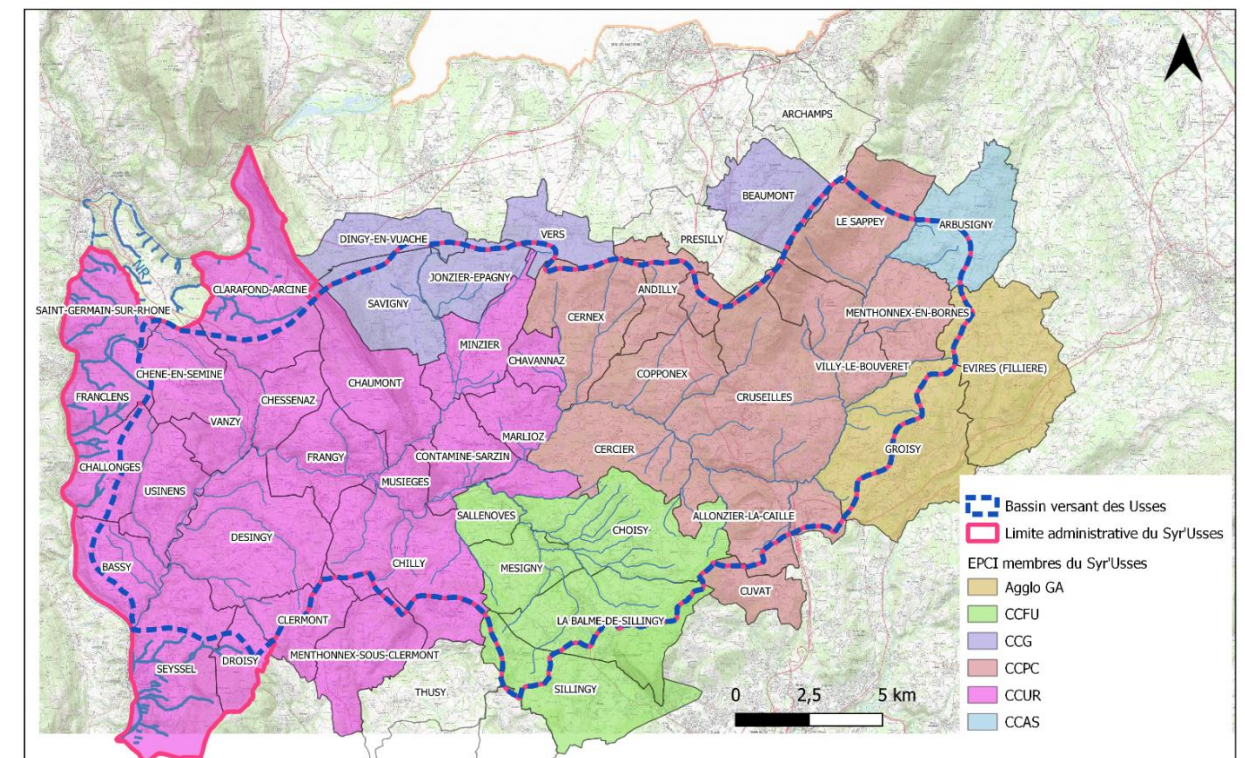 ARCHAMPS
BEAUMONT
LE SAPPEY
ARBUSIGNY
DINGY-EN-VUACHE
VERS
PRESILLY
NR
CLARAFOND-ARCINE
JONZIER-EPAGNY
ANDILLY
SAVIGNY
SAINT-GERMAIN-SUR-RHONE
CERNEX
MENTHONNEX-EN-BORNES
MINZIER
CHAVANNAZ
CHENE-EN-SEMINE
CHAUMONT
COPPONEX
VILLY-LE-BOUVERET
EVIRES (FILLIERE)
FRANCLENS
CHESSENAZ
CRUSEILLES
VANZY
MARLIOZ
CERCIER
GROISY
FRANGY
CONTAMINE-SARZIN
CHALLONGES
MUSIEGES
USINENS
SALLENOVES
ALLONZIER-LA-CAILLE
CHOISY
DESINGY
CHILLY
MESIGNY
BASSY
CUVAT
CLERMONT
LA BALME-DE-SILLINGY
MENTHONNEX-SOUS-CLERMONT
DROISY
SEYSSEL
THUSY
SILLINGY
0 2,5 5 km
Bassin versant des Usses
Limite administrative du Syr'Usses
EPCI membres du Syr'Usses
Agglo GA
CCFU
CCG
CCPC
CCUR
CCAS